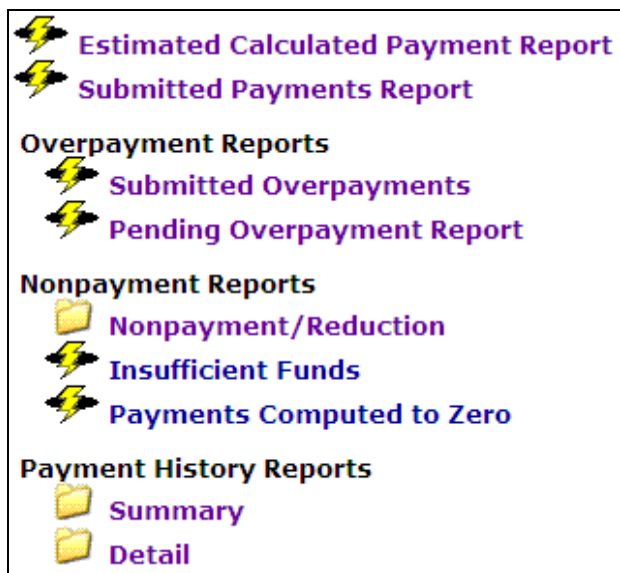 Estimated Calculated Payment Report
Submitted Payments Report
Overpayment Reports
Submitted Overpayments
Pending Overpayment Report
Nonpayment Reports
Nonpayment/Reduction
Insufficient Funds
Payments Computed to Zero
Payment History Reports
Summary
Detail